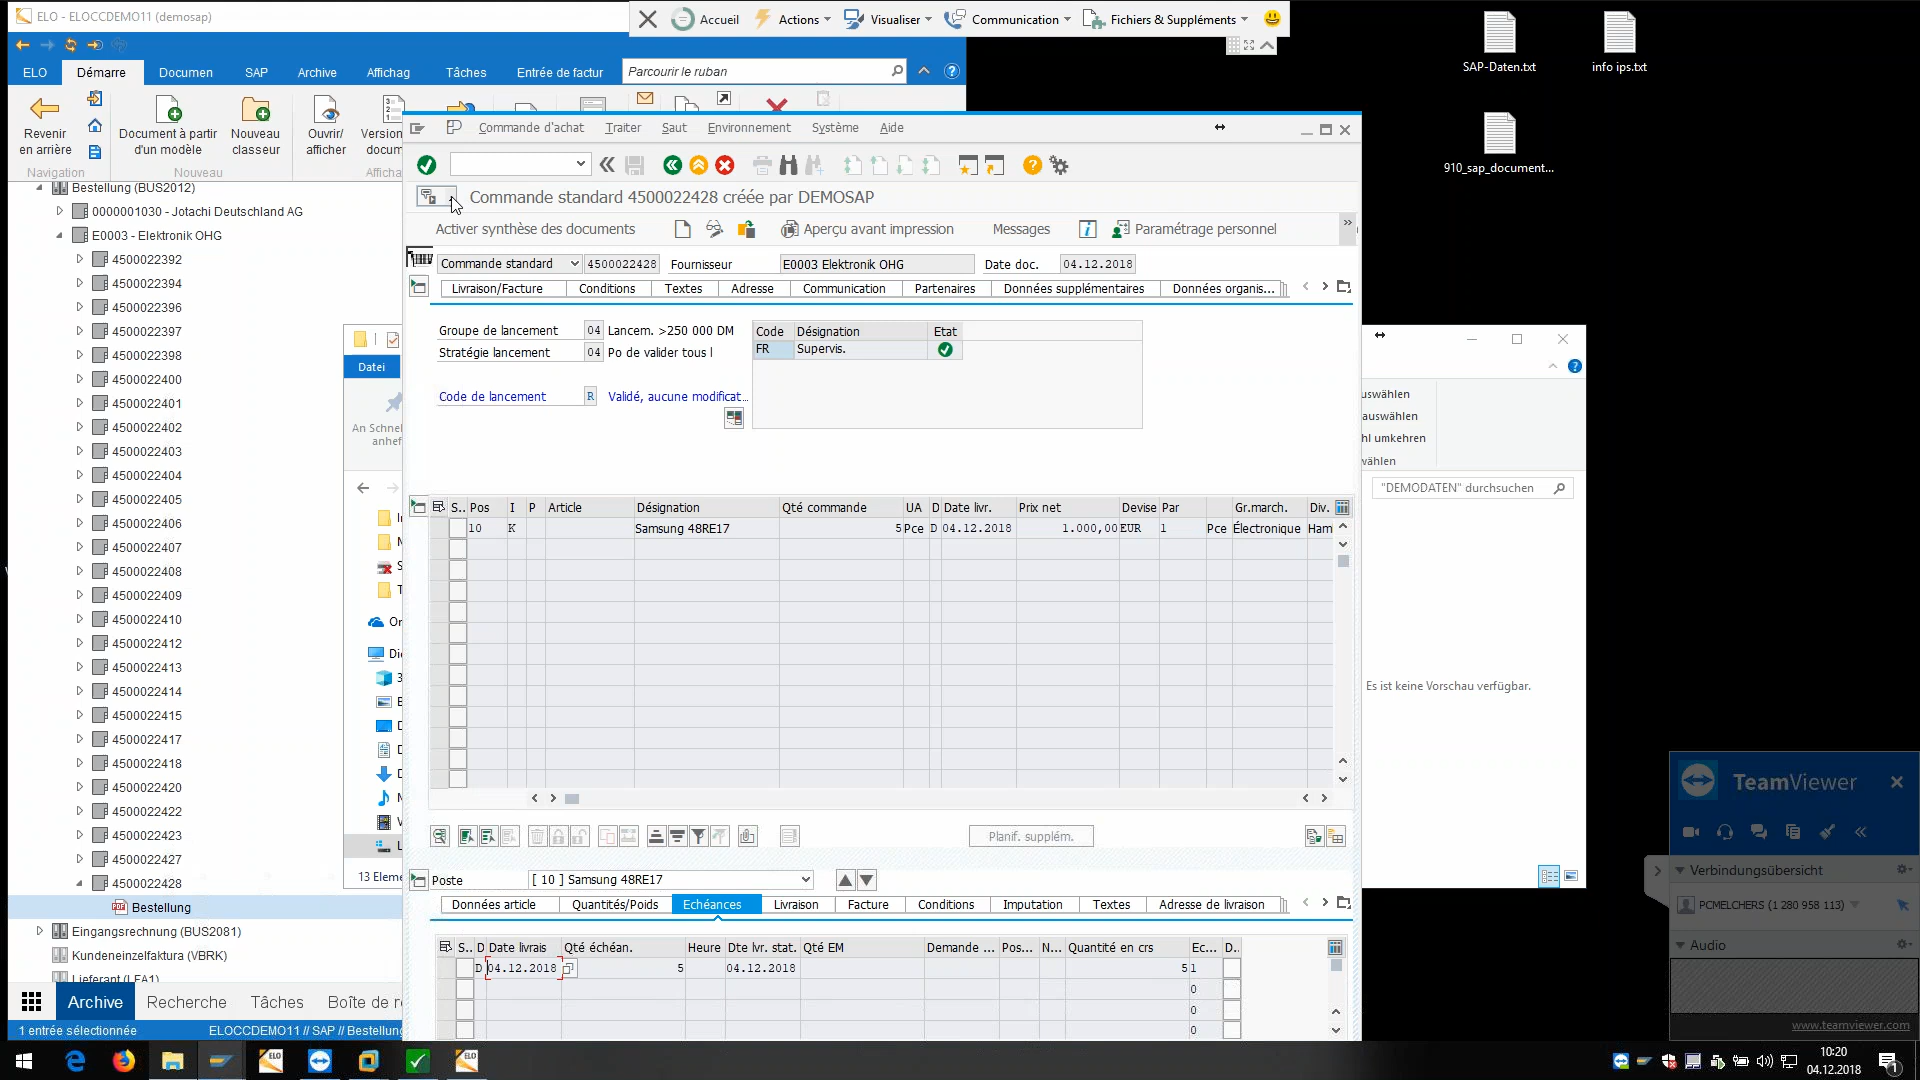 ELO - ELOCCDEMO11 (demosap)
Accueil
Actions
Visualiser
Communication
Fichiers & Suppléments
SAP-Daten.txt
info ips.txt
910_sap_document...
ELO
Démarre
Documen
SAP
Archive
Affichag
Tâches
Entrée de factur
Parcourir le ruban
Revenir
en arrière
Document à partir
d'un modèle
Nouveau
classeur
Ouvrir/
afficher
Version
docum
Navigation
Nouveau
Afficha
Bestellung (BUS2012)
0000001030 - Jotachi Deutschland AG
E0003 - Elektronik OHG
4500022392
4500022394
4500022396
4500022397
4500022398
4500022400
4500022401
4500022402
4500022403
4500022404
4500022405
4500022406
4500022407
4500022408
4500022409
4500022410
4500022412
4500022413
4500022414
4500022415
4500022417
4500022418
4500022420
4500022422
4500022423
4500022427
4500022428
Bestellung
Eingangsrechnung (BUS2081)
Kundeneinzelfaktura (VBRK)
Lieferant (LFA1)
Archive
Recherche
Tâches
Boîte de r
1 entrée sélectionnée
ELOCCDEMO11 // SAP // Bestellung
Datei
An Schnel
anhef
Or
Die
13 Eleme
Commande d'achat
Traiter
Saut
Environnement
Système
Aide
Commande standard 4500022428 créée par DEMOSAP
Activer synthèse des documents
Aperçu avant impression
Messages
Paramétrage personnel
Commande standard
4500022428
Fournisseur
E0003 Elektronik OHG
Date doc.
04.12.2018
Livraison/Facture
Conditions
Textes
Adresse
Communication
Partenaires
Données supplémentaires
Données organis...
Groupe de lancement
04
Lancem. >250 000 DM
Stratégie lancement
04
Po de valider tous l
Code de lancement
R
Validé, aucune modificat...
Code
Désignation
Etat
FR
Supervis.
S.. Pos I P Article Désignation Qté commande UA D Date livr. Prix net Devise Par Gr.march. Div.
10 K Samsung 48RE17 5 Pce D 04.12.2018 1.000,00 EUR 1 Pce Électronique Ham
Planif. supplém.
Poste
[ 10 ] Samsung 48RE17
Données article
Quantités/Poids
Echéances
Livraison
Facture
Conditions
Imputation
Textes
Adresse de livraison
S.. D Date livrais Qté échéan. Heure Dte lvr. stat. Qté EM Demande ... Pos... N... Quantité en crs Ec... D..
D 04.12.2018 5 04.12.2018 5 1
0
0
0
uswählen
auswählen
hl umkehren
wählen
"DEMODATEN" durchsuchen
Es ist keine Vorschau verfügbar.
TeamViewer
Verbindungsübersicht
PCMELCHERS (1 280 958 113)
Audio
www.teamviewer.com
10:20
04.12.2018